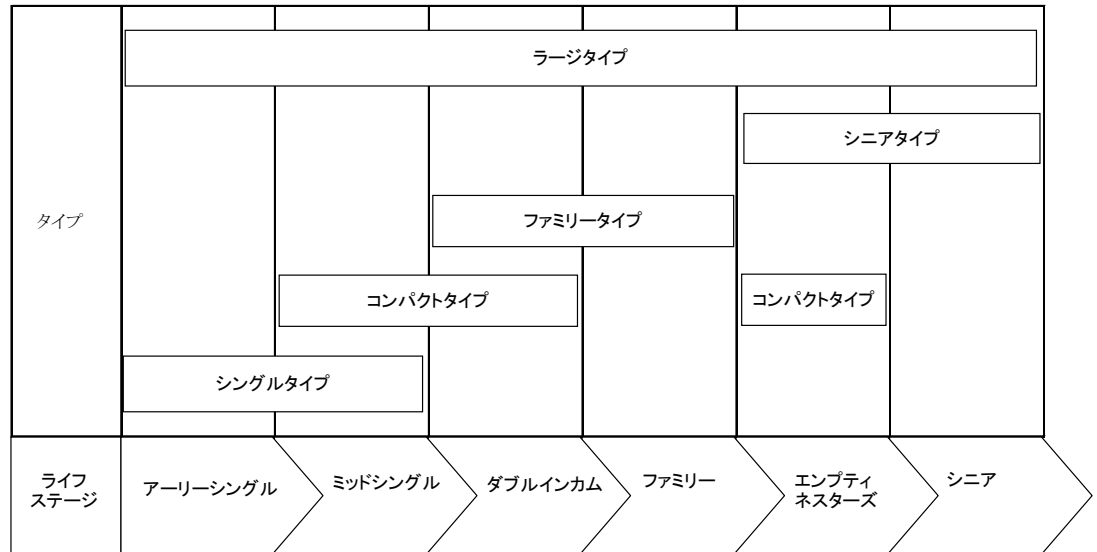 ラージタイプ
シニアタイプ
タイプ
ファミリータイプ
コンパクトタイプ
コンパクトタイプ
シングルタイプ
ライフ
ステージ
アーリーシングル
ミッドシングル
ダブルインカム
ファミリー
エンプティ
ネスターズ
シニア